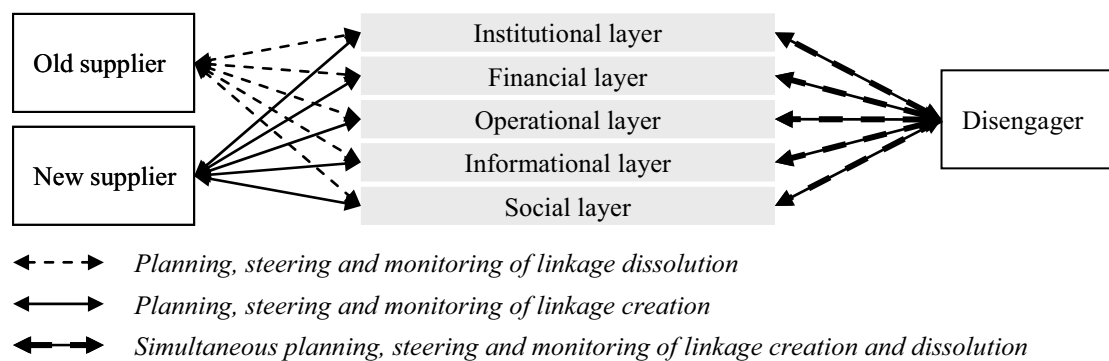 Old supplier
New supplier
Institutional layer
Financial layer
Operational layer
Informational layer
Social layer
Disengager
Planning, steering and monitoring of linkage dissolution
Planning, steering and monitoring of linkage creation
Simultaneous planning, steering and monitoring of linkage creation and dissolution